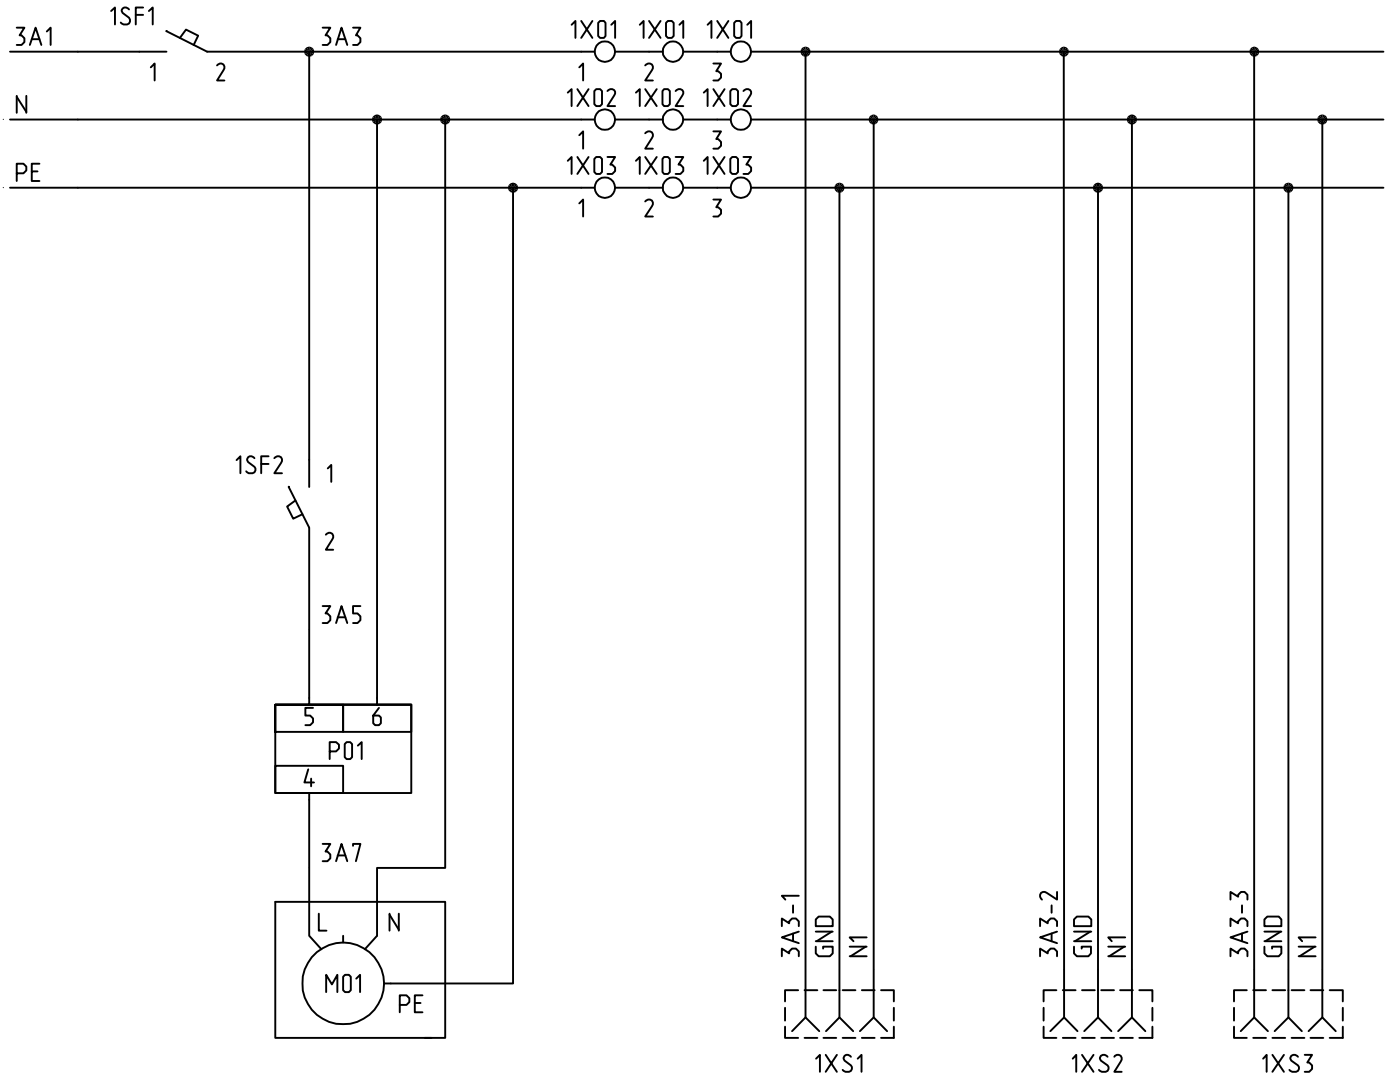 1SF1
3A1 3A3 1X01 1X01 1X01
1 2 1 2 3
N 1X02 1X02 1X02
1 2 3
PE 1X03 1X03 1X03
1 2 3
1SF2 1
2
3A5
5 6
P01
4
3A7
L N
M01
PE
3A3-1 GND N1 3A3-2 GND N1 3A3-3 GND N1
1XS1 1XS2 1XS3